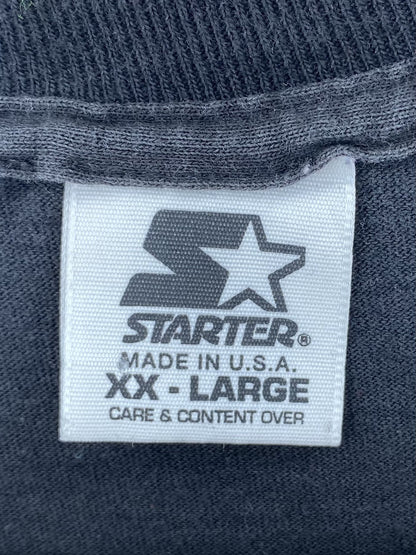 STARTER®
MADE IN U.S.A.
XX - LARGE
CARE & CONTENT OVER